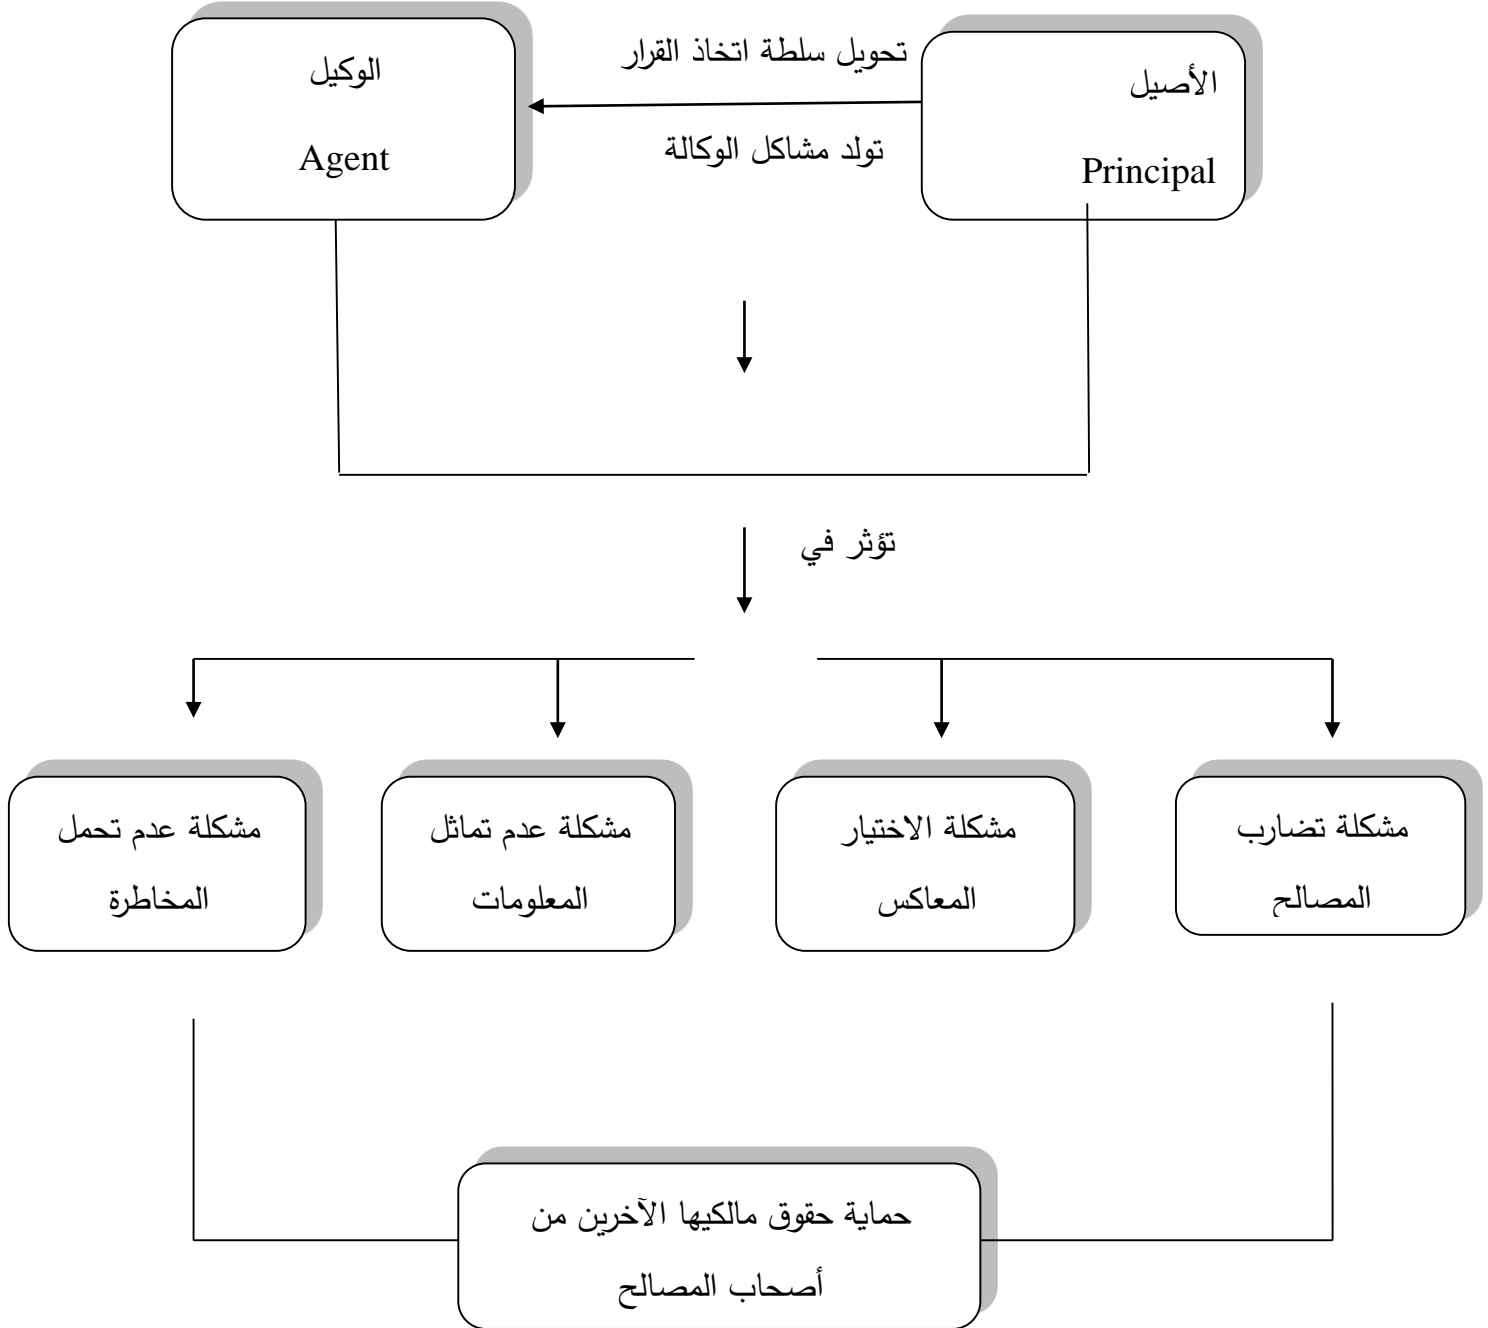 الأصيل
Principal
تحويل سلطة اتخاذ القرار
تولد مشاكل الوكالة
الوكيل
Agent
تؤثر في
مشكلة تضارب
المصالح
مشكلة الاختيار
المعاكس
مشكلة عدم تماثل
المعلومات
مشكلة عدم تحمل
المخاطرة
حماية حقوق مالكيها الآخرين من
أصحاب المصالح